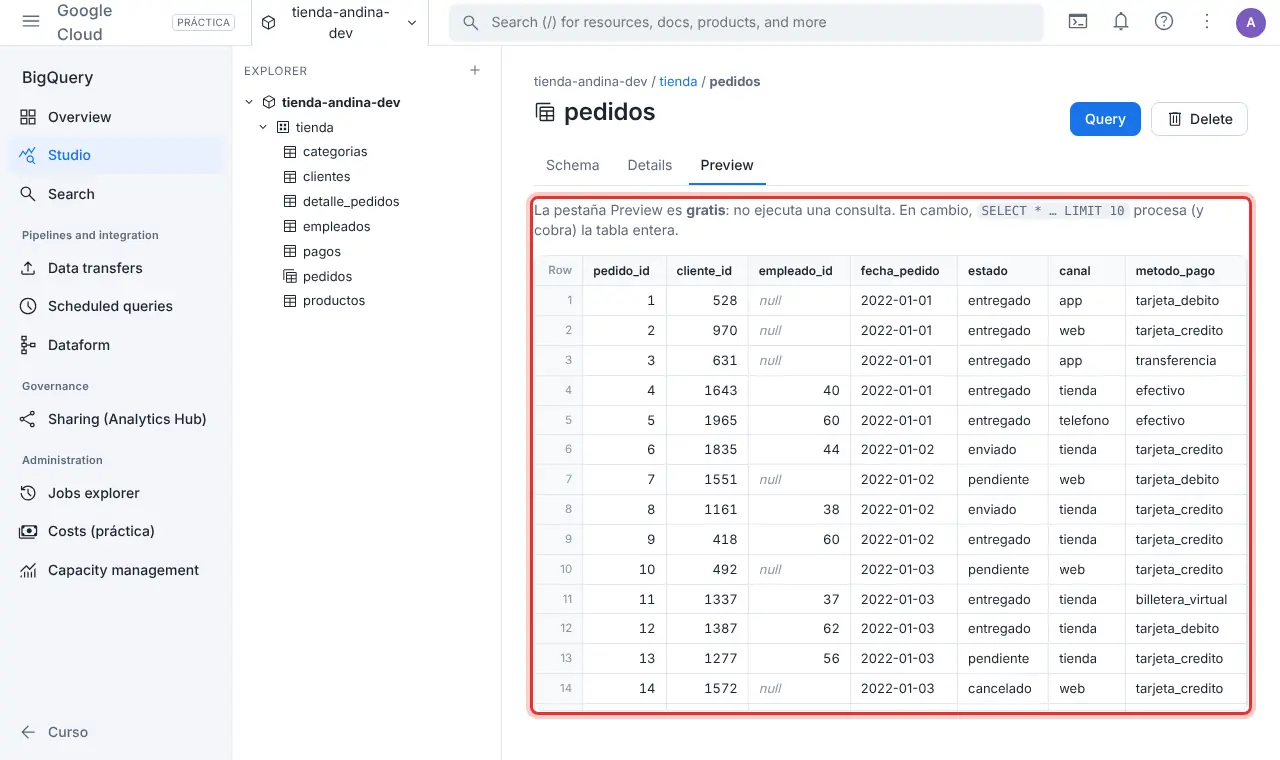 Google Cloud
PRÁCTICA
tienda-andina-dev
Search (/) for resources, docs, products, and more
A
BigQuery
Overview
Studio
Search
Pipelines and integration
Data transfers
Scheduled queries
Dataform
Governance
Sharing (Analytics Hub)
Administration
Jobs explorer
Costs (práctica)
Capacity management
Curso
EXPLORER
tienda-andina-dev
tienda
categorias
clientes
detalle_pedidos
empleados
pagos
pedidos
productos
tienda-andina-dev / tienda / pedidos
pedidos
Query
Delete
Schema Details Preview
La pestaña Preview es gratis: no ejecuta una consulta. En cambio, SELECT * … LIMIT 10 procesa (y
cobra) la tabla entera.
Row pedido_id cliente_id empleado_id fecha_pedido estado canal metodo_pago
1 1 528 null 2022-01-01 entregado app tarjeta_debito
2 2 970 null 2022-01-01 entregado web tarjeta_credito
3 3 631 null 2022-01-01 entregado app transferencia
4 4 1643 40 2022-01-01 entregado tienda efectivo
5 5 1965 60 2022-01-01 entregado telefono efectivo
6 6 1835 44 2022-01-02 enviado tienda tarjeta_credito
7 7 1551 null 2022-01-02 pendiente web tarjeta_debito
8 8 1161 38 2022-01-02 enviado tienda tarjeta_credito
9 9 418 60 2022-01-02 entregado tienda tarjeta_credito
10 10 492 null 2022-01-03 pendiente web tarjeta_credito
11 11 1337 37 2022-01-03 entregado tienda billetera_virtual
12 12 1387 62 2022-01-03 entregado tienda tarjeta_debito
13 13 1277 56 2022-01-03 pendiente tienda tarjeta_credito
14 14 1572 null 2022-01-03 cancelado web tarjeta_credito